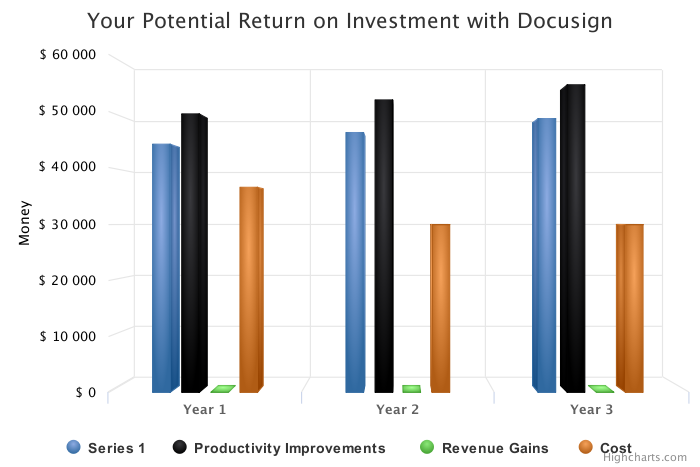 Your Potential Return on Investment with Docusign
$ 60 000
$ 50 000
$ 40 000
$ 30 000
$ 20 000
$ 10 000
$ 0
Money
Year 1
Year 2
Year 3
Series 1
Productivity Improvements
Revenue Gains
Cost
Highcharts.com